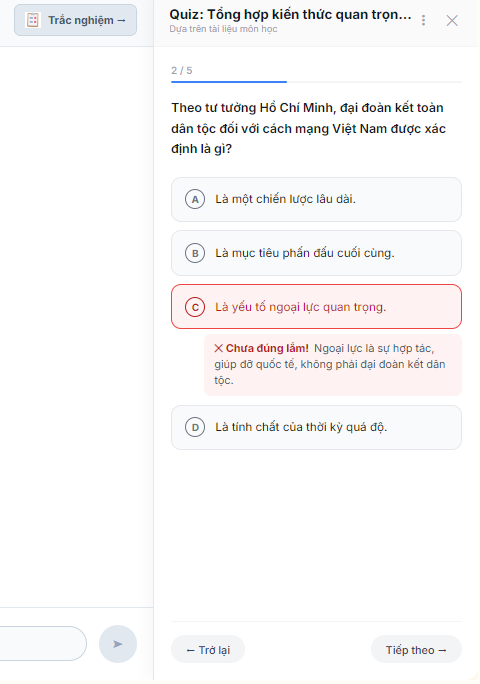 Trắc nghiệm →
Quiz: Tổng hợp kiến thức quan trọn...
Dựa trên tài liệu môn học
2 / 5
Theo tư tưởng Hồ Chí Minh, đại đoàn kết toàn
dân tộc đối với cách mạng Việt Nam được xác
định là gì?
A Là một chiến lược lâu dài.
B Là mục tiêu phấn đấu cuối cùng.
C Là yếu tố ngoại lực quan trọng.
Chưa đúng lắm! Ngoại lực là sự hợp tác,
giúp đỡ quốc tế, không phải đại đoàn kết dân
tộc.
D Là tính chất của thời kỳ quá độ.
← Trở lại
Tiếp theo →